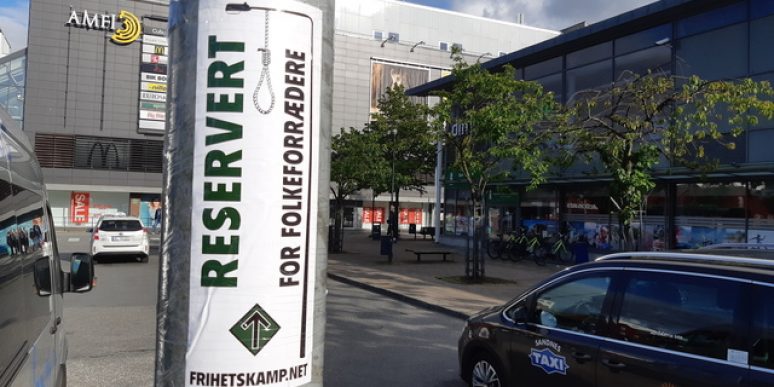 AMFI
SALE
RESERVERT
FOR FOLKEFORRÆDERE
FRIHETSKAMP.NET
SANDNES
TAXI